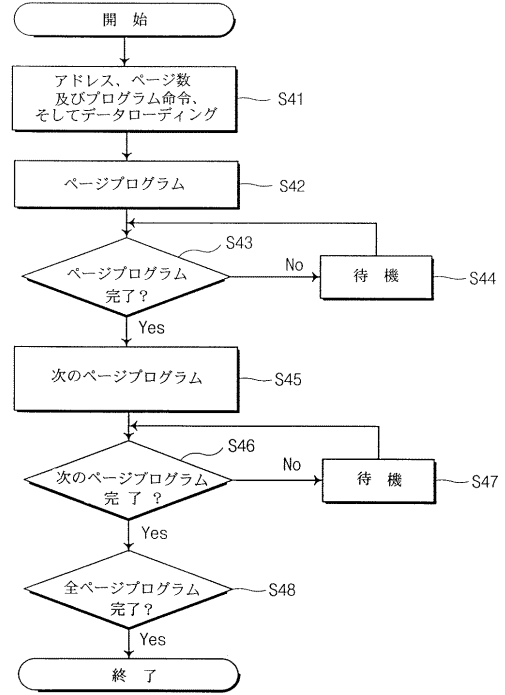 開 始
アドレス、ページ数
及びプログラム命令、
そしてデータローディング
S41
ページプログラム
S42
S43
ページプログラム
完了？
No
待 機
S44
Yes
次のページプログラム
S45
S46
次のページプログラム
完 了 ？
No
待 機
S47
Yes
全ページプログラム
完了？
S48
Yes
終 了